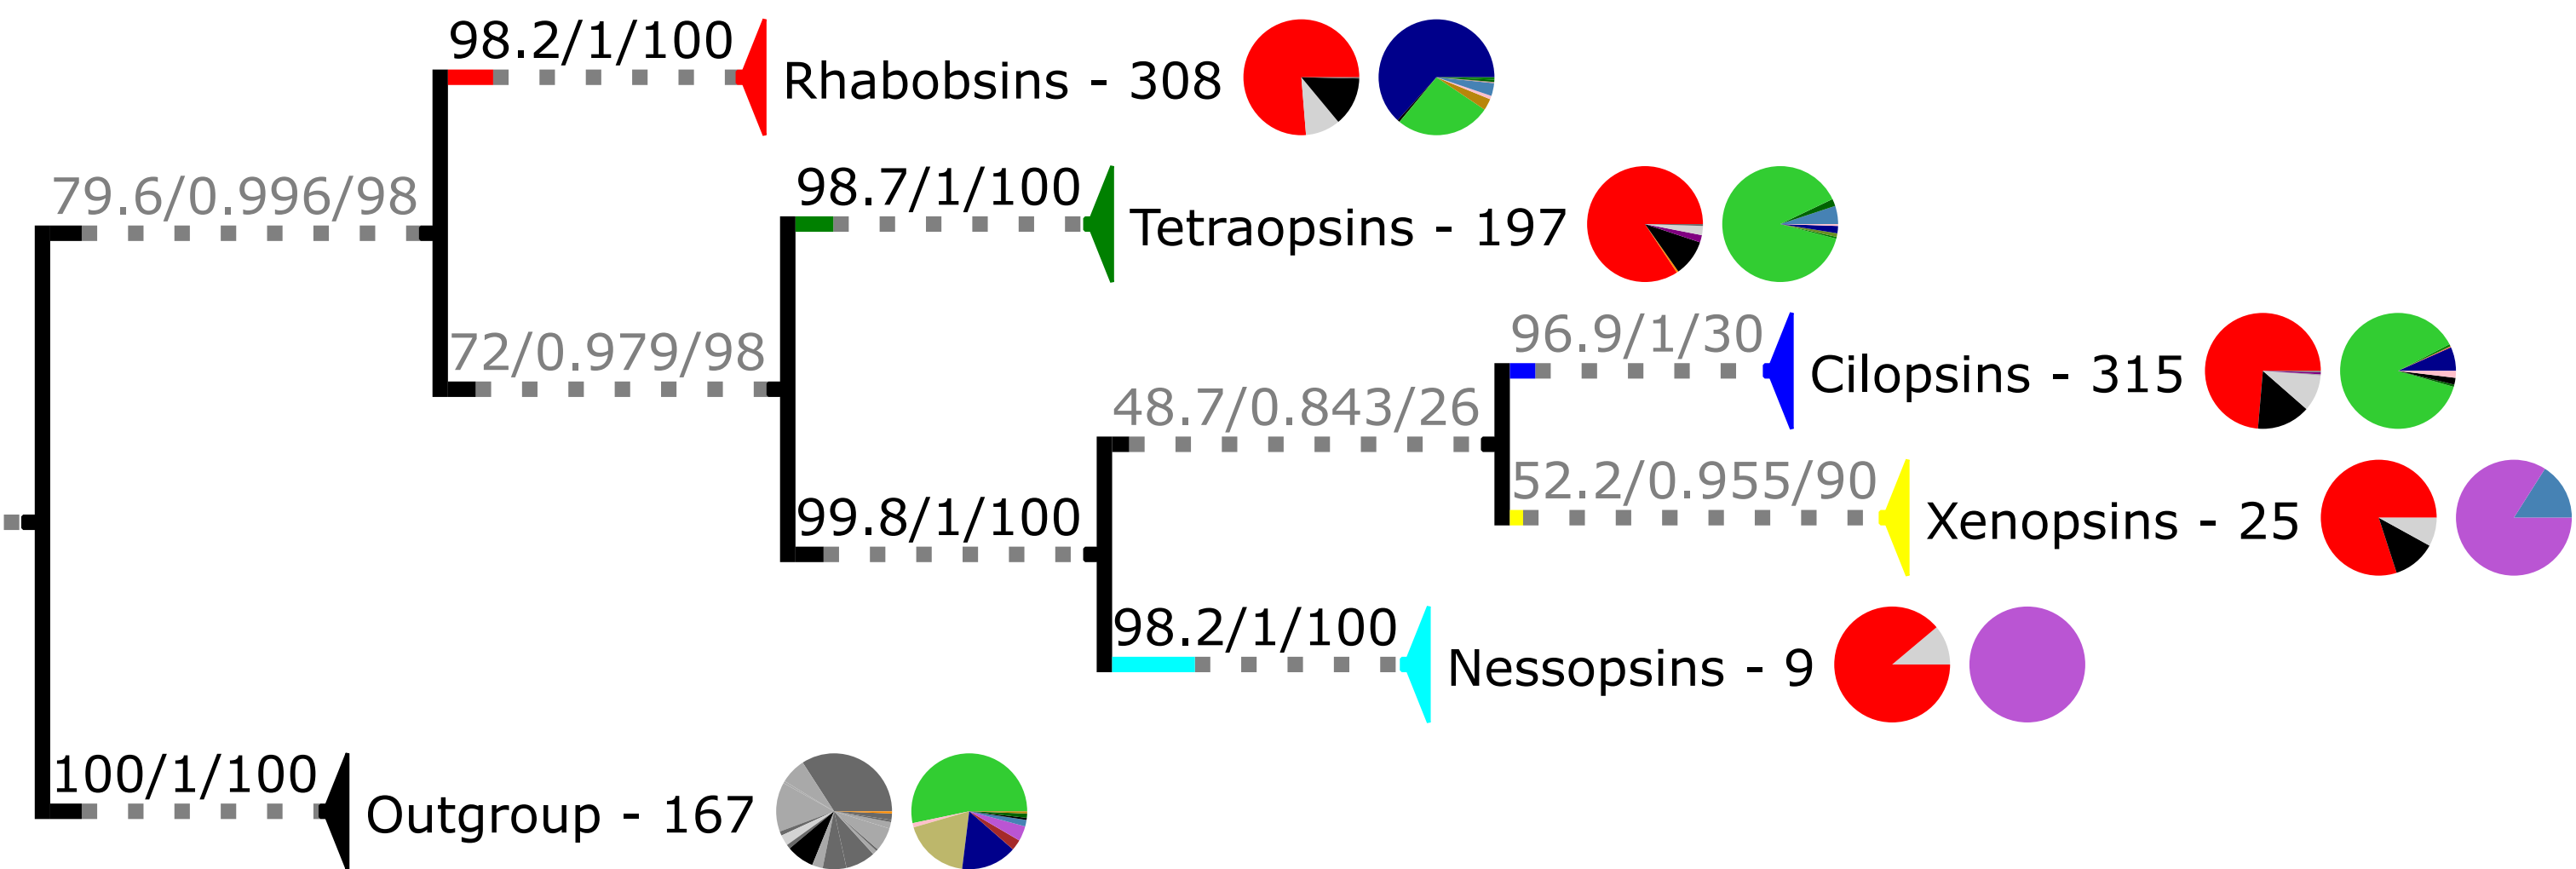 98.2/1/100
Rhabobsins - 308
79.6/0.996/98
98.7/1/100
Tetraopsins - 197
72/0.979/98
96.9/1/30
Cilopsins - 315
48.7/0.843/26
52.2/0.955/90
Xenopsins - 25
99.8/1/100
98.2/1/100
Nessopsins - 9
100/1/100
Outgroup - 167